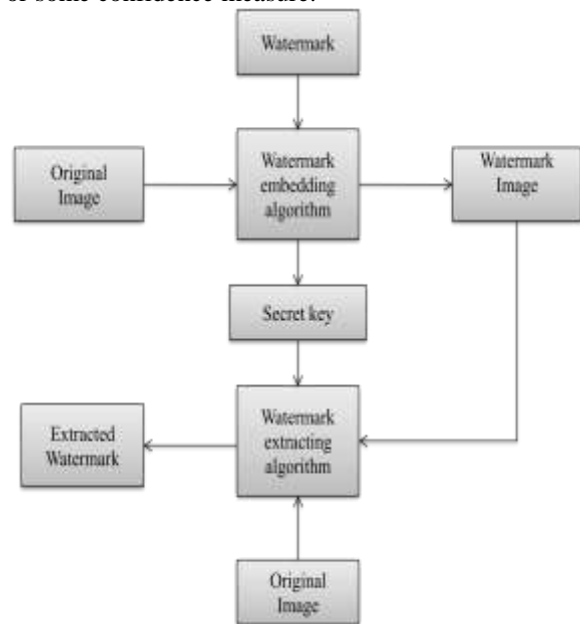 or some confidence measure.
Watermark
Original
Image
Watermark
embedding
algorithm
Watermark
Image
Secret key
Extracted
Watermark
Watermark
extracting
algorithm
Original
Image